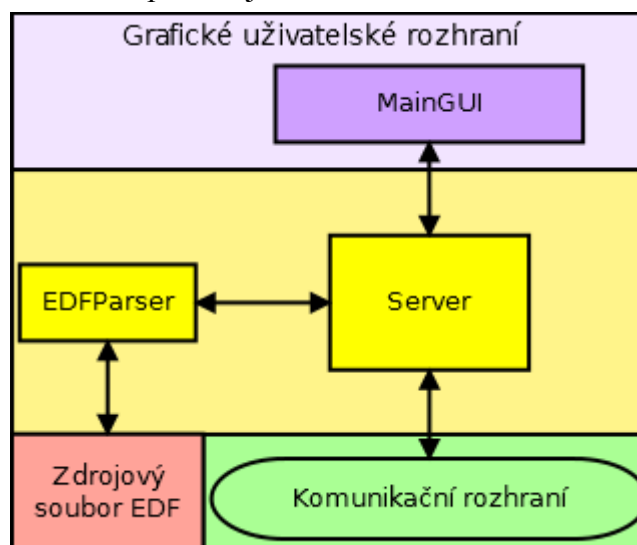 Grafické uživatelské rozhraní
MainGUI
EDFParser
Server
Zdrojový
soubor EDF
Komunikační rozhraní